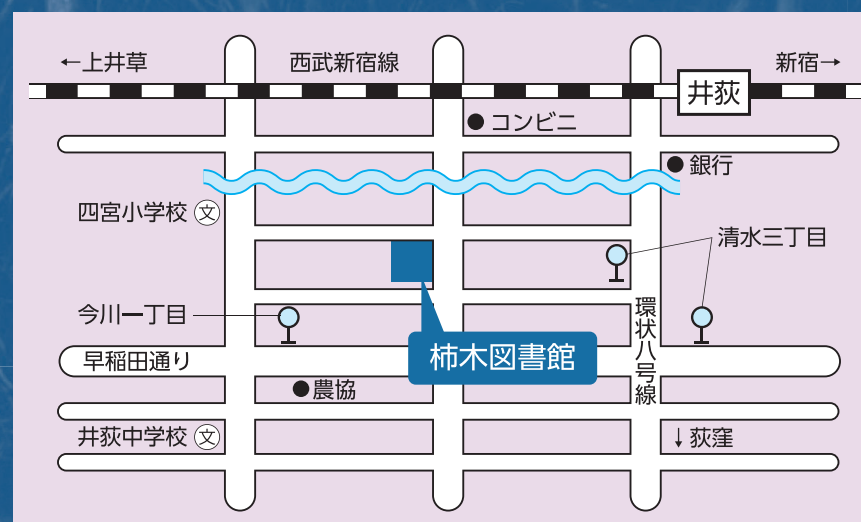 ←上井草
西武新宿線
新宿→
井荻
コンビニ
銀行
四宮小学校 文
清水三丁目
今川一丁目
環状八号線
柿木図書館
早稲田通り
農協
井荻中学校 文
↓荻窪